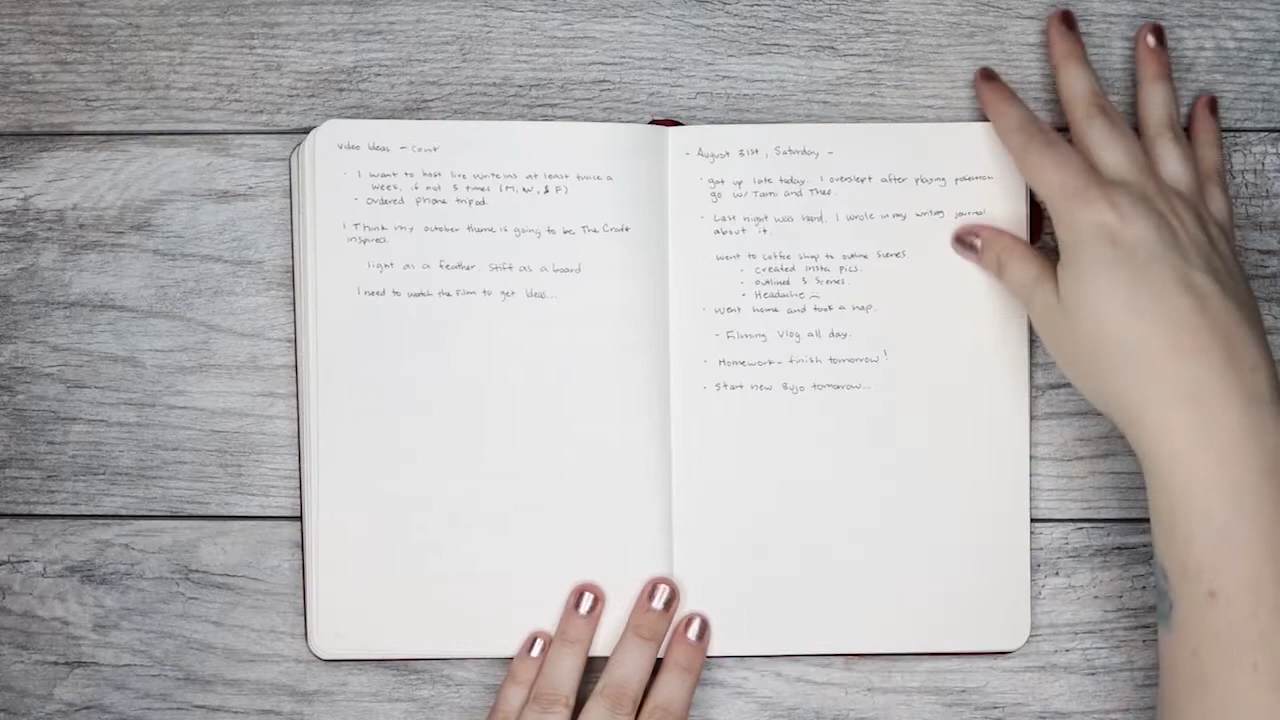 Video Ideas - Cont
· I want to host live writeins at least twice a
week, if not 3 times (M, W, & F)
- ordered phone tripod.
I Think my october theme is going to be The Craft
inspired.
light as a feather. Stiff as a board
I need to watch the film to get ideas...
- August 31st, Saturday -
· got up late today. I overslept after playing pokemon
go w/ Tami and Theo.
· Last night was hard. I wrote in my writing journal
about it.
went to coffee shop to outline scenes.
· created insta pics.
· outlined 3 scenes.
· Headache
· Went home and took a nap.
- Filming Vlog all day.
· Homework - finish tomorrow!
· Start new Bujo tomorrow...